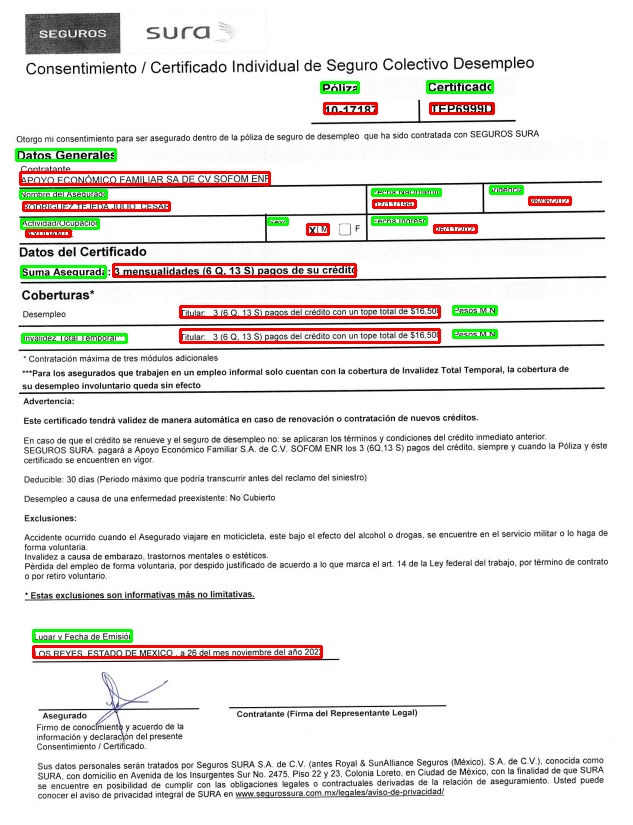 SEGUROS sura
Consentimiento / Certificado Individual de Seguro Colectivo Desempleo
Póliza Certificado
10-17187 TEP6999D
Otorgo mi consentimiento para ser asegurado dentro de la póliza de seguro de desempleo que ha sido contratada con SEGUROS SURA
Datos Generales
Contratante
APOYO ECONÓMICO FAMILIAR SA DE CV SOFOM ENR
Nombre del Asegurado Fecha Nacimiento Vigencia
RODRIGUEZ TEJEDA JULIO CESAR
Actividad/Ocupación Sexo X M F Fecha Ingreso
Datos del Certificado
Suma Asegurada: 3 mensualidades (6 Q, 13 S) pagos de su crédito
Coberturas*
Desempleo Titular: 3 (6 Q, 13 S) pagos del crédito con un tope total de $16,50 Pesos M.N.
Invalidez Total Temporal*** Titular: 3 (6 Q, 13 S) pagos del crédito con un tope total de $16,50 Pesos M.N.
* Contratación máxima de tres módulos adicionales
***Para los asegurados que trabajen en un empleo informal solo cuentan con la cobertura de Invalidez Total Temporal, la cobertura de
su desempleo involuntario queda sin efecto
Advertencia:
Este certificado tendrá validez de manera automática en caso de renovación o contratación de nuevos créditos.
En caso de que el crédito se renueve y el seguro de desempleo no: se aplicaran los términos y condiciones del crédito inmediato anterior.
SEGUROS SURA. pagará a Apoyo Económico Familiar S.A. de C.V. SOFOM ENR los 3 (6Q,13 S) pagos del crédito, siempre y cuando la Póliza y éste
certificado se encuentren en vigor.
Deducible: 30 días (Periodo máximo que podría transcurrir antes del reclamo del siniestro)
Desempleo a causa de una enfermedad preexistente: No Cubierto
Exclusiones:
Accidente ocurrido cuando el Asegurado viajare en moticicleta, este bajo el efecto del alcohol o drogas, se encuentre en el servicio militar o lo haga de
forma voluntaria.
Invalidez a causa de embarazo, trastornos mentales o estéticos.
Pérdida del empleo de forma voluntaria, por despido justificado de acuerdo a lo que marca el art. 14 de la Ley federal del trabajo, por término de contrato
o por retiro voluntario.
* Estas exclusiones son informativas más no limitativas.
Lugar y Fecha de Emisión
LOS REYES, ESTADO DE MEXICO , a 26 del mes noviembre del año 202
Asegurado Contratante (Firma del Representante Legal)
Firmo de conocimiento y acuerdo de la
información y declaración del presente
Consentimiento / Certificado.
Sus datos personales serán tratados por Seguros SURA S.A. de C.V. (antes Royal & SunAlliance Seguros (México), S.A. de C.V.), conocida como
SURA, con domicilio en Avenida de los Insurgentes Sur No. 2475, Piso 22 y 23, Colonia Loreto, en Ciudad de México, con la finalidad de que SURA
se encuentre en posibilidad de cumplir con las obligaciones legales o contractuales derivadas de la relación de aseguramiento. Usted puede
conocer el aviso de privacidad integral de SURA en www.segurossura.com.mx/legales/aviso-de-privacidad/